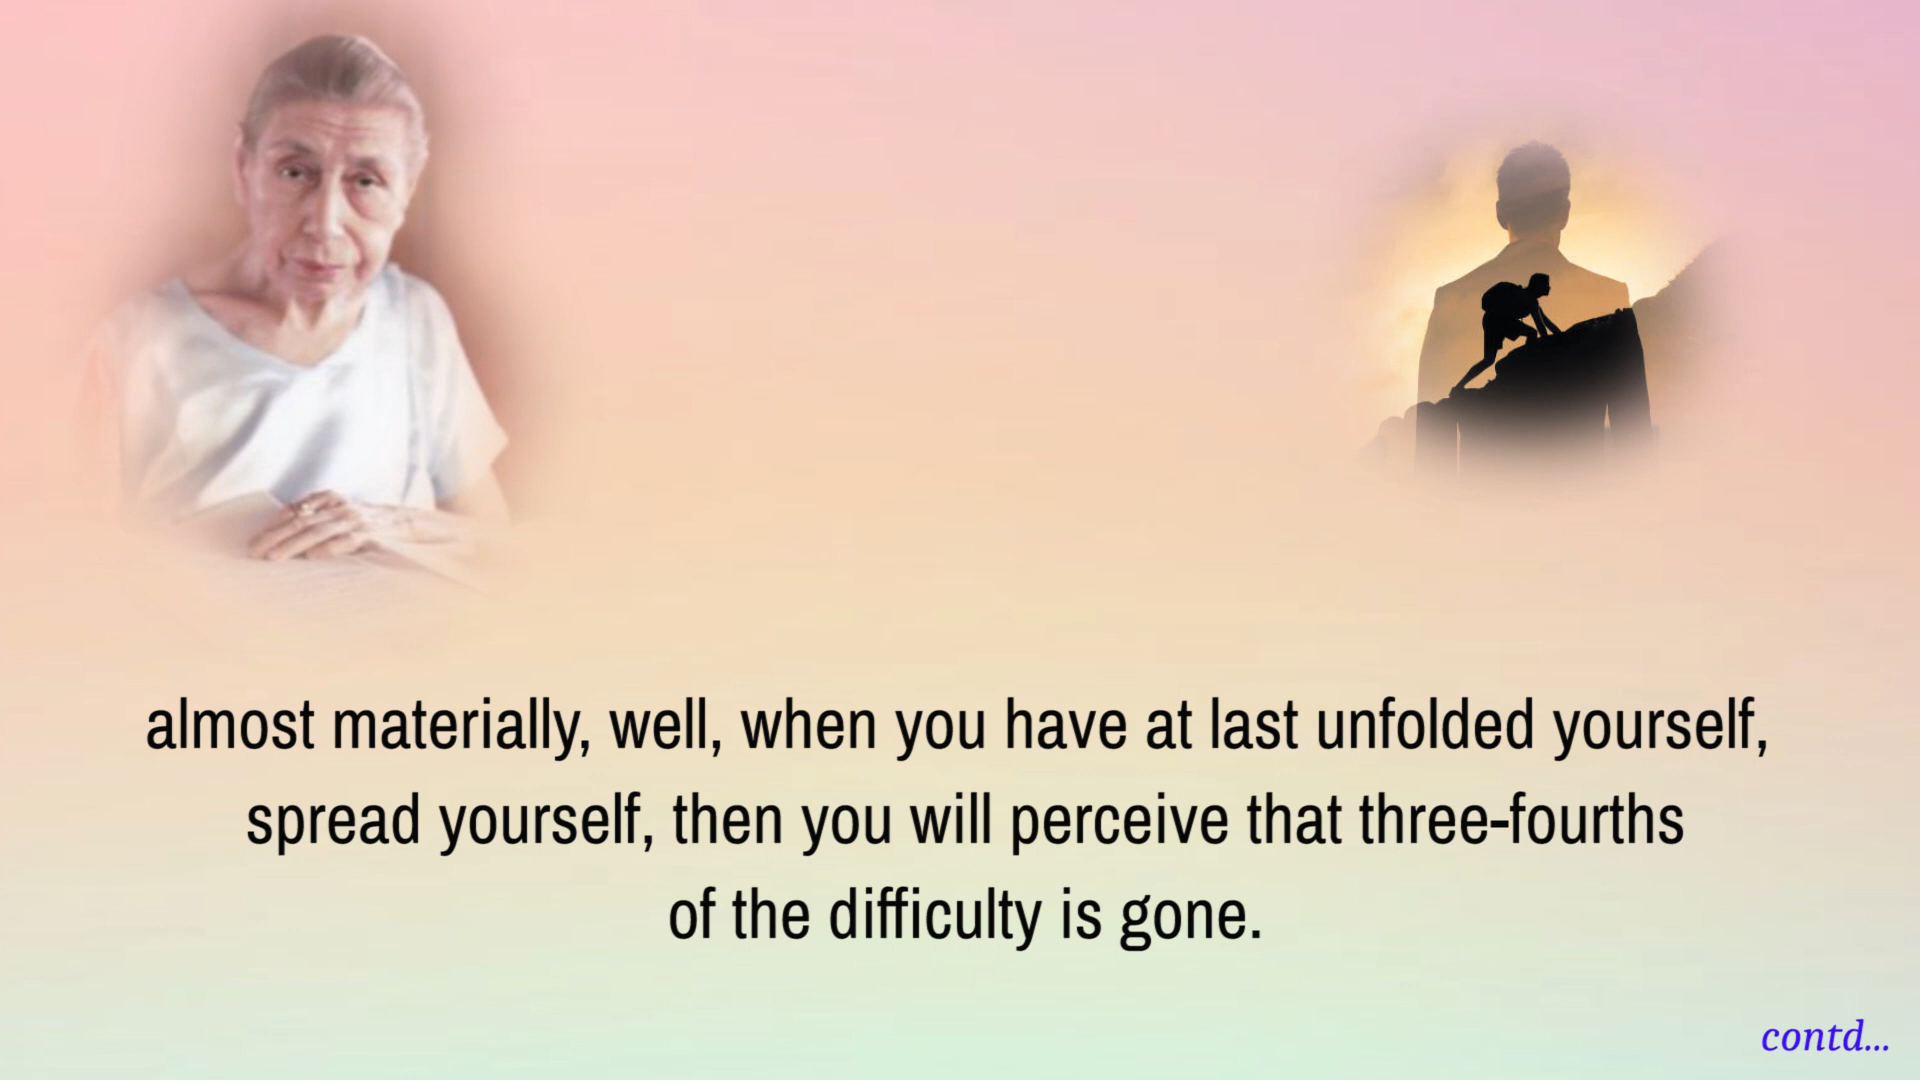 almost materially, well, when you have at last unfolded yourself,
spread yourself, then you will perceive that three-fourths
of the difficulty is gone.
contd...